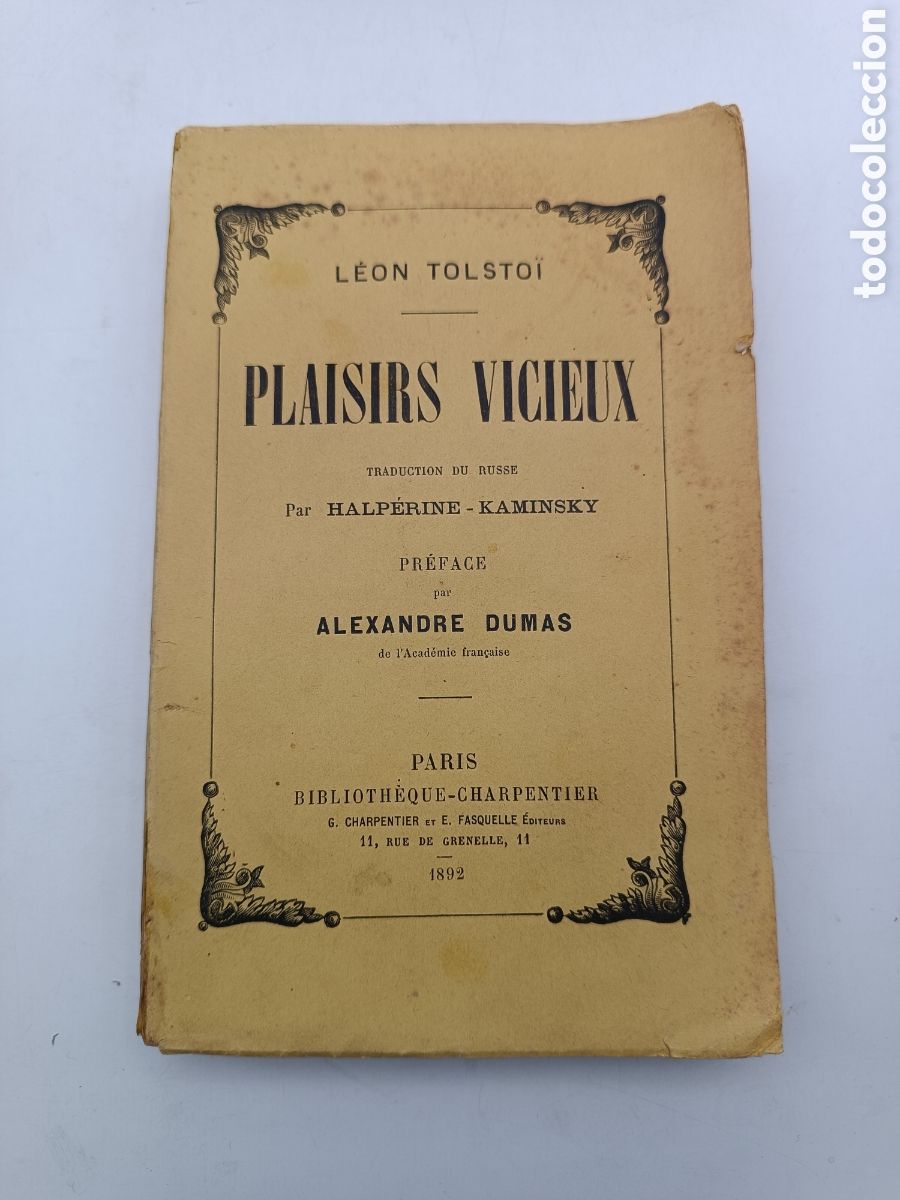 LÉON TOLSTOÏ
PLAISIRS VICIEUX
TRADUCTION DU RUSSE
Par HALPÉRINE - KAMINSKY
PRÉFACE
par
ALEXANDRE DUMAS
de l'Académie française
PARIS
BIBLIOTHÈQUE-CHARPENTIER
G. CHARPENTIER ET E. FASQUELLE ÉDITEURS
11, RUE DE GRENELLE, 11
1892
todocoleccion